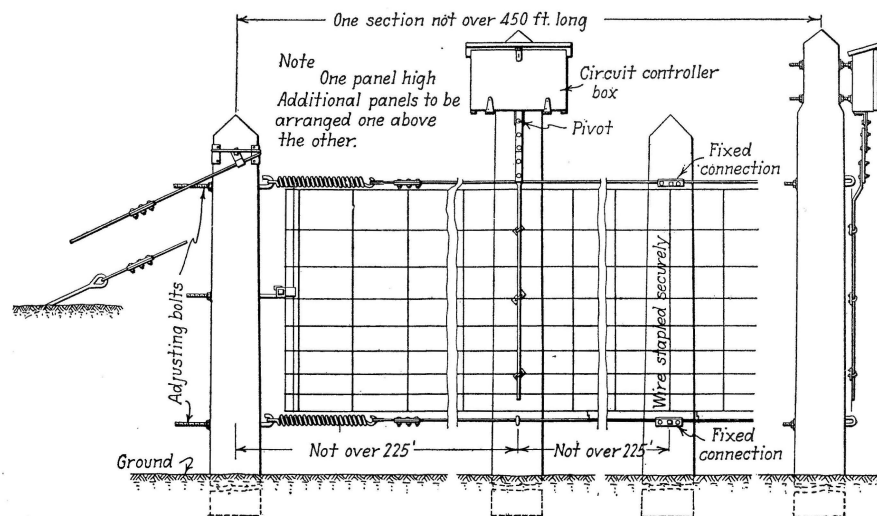 One section not over 450 ft. long
Note
One panel high
Additional panels to be
arranged one above
the other.
Circuit controller
box
Pivot
Fixed
connection
Adjusting bolts
Wire stapled securely
Not over 225'
Not over 225'
Fixed
connection
Ground